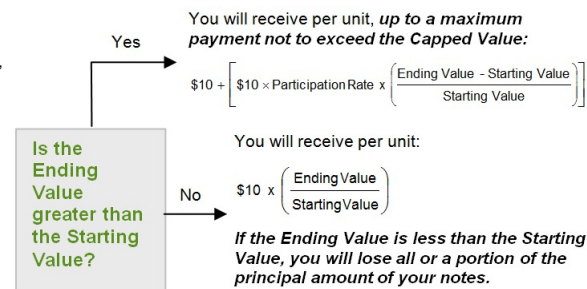 You will receive per unit, up to a maximum
payment not to exceed the Capped Value:
Yes
$10 + [$10 × Participation Rate x (Ending Value - Starting Value / Starting Value)]
Is the
Ending
Value
greater than
the Starting
Value?
No
You will receive per unit:
$10 x (Ending Value / Starting Value)
If the Ending Value is less than the Starting
Value, you will lose all or a portion of the
principal amount of your notes.